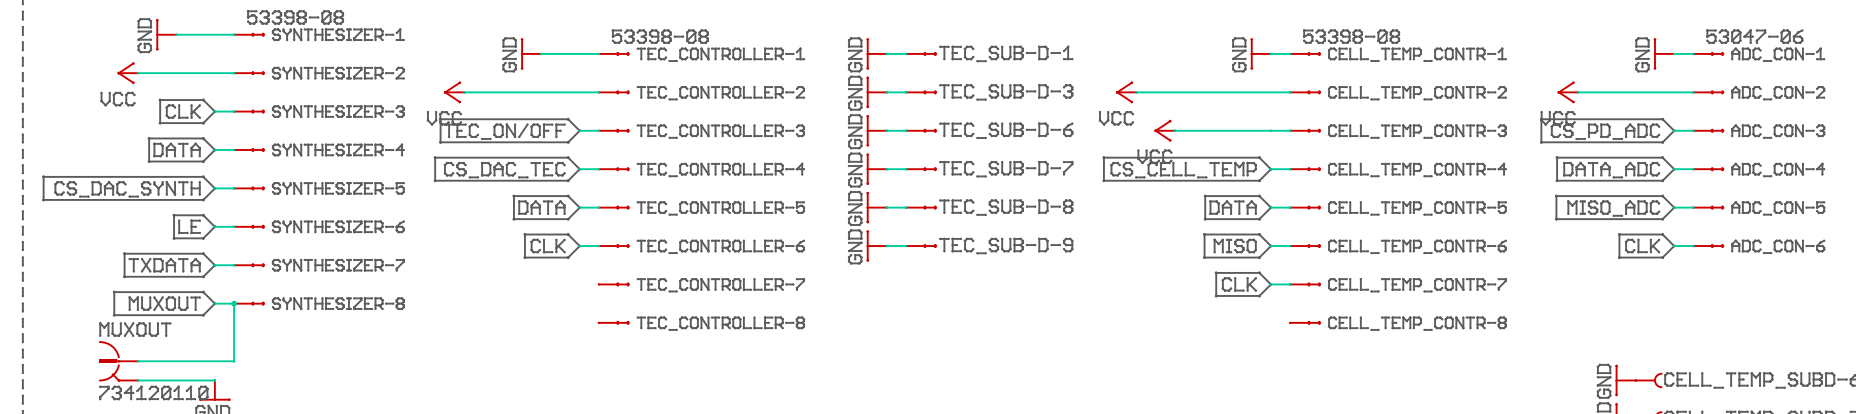 53398-08
GND
SYNTHESIZER-1
SYNTHESIZER-2
VCC
CLK
SYNTHESIZER-3
DATA
SYNTHESIZER-4
CS_DAC_SYNTH
SYNTHESIZER-5
LE
SYNTHESIZER-6
TXDATA
SYNTHESIZER-7
MUXOUT
SYNTHESIZER-8
MUXOUT
734120110
GND
53398-08
GND
TEC_CONTROLLER-1
TEC_CONTROLLER-2
VCC
TEC_ON/OFF
TEC_CONTROLLER-3
CS_DAC_TEC
TEC_CONTROLLER-4
DATA
TEC_CONTROLLER-5
CLK
TEC_CONTROLLER-6
TEC_CONTROLLER-7
TEC_CONTROLLER-8
GND
TEC_SUB-D-1
GND
TEC_SUB-D-3
GND
TEC_SUB-D-6
GND
TEC_SUB-D-7
GND
TEC_SUB-D-8
GND
TEC_SUB-D-9
53398-08
GND
CELL_TEMP_CONTR-1
CELL_TEMP_CONTR-2
VCC
CELL_TEMP_CONTR-3
VCC
CS_CELL_TEMP
CELL_TEMP_CONTR-4
DATA
CELL_TEMP_CONTR-5
MISO
CELL_TEMP_CONTR-6
CLK
CELL_TEMP_CONTR-7
CELL_TEMP_CONTR-8
53047-06
GND
ADC_CON-1
ADC_CON-2
VCC
CS_PD_ADC
ADC_CON-3
DATA_ADC
ADC_CON-4
MISO_ADC
ADC_CON-5
CLK
ADC_CON-6
GND
CELL_TEMP_SUBD-6